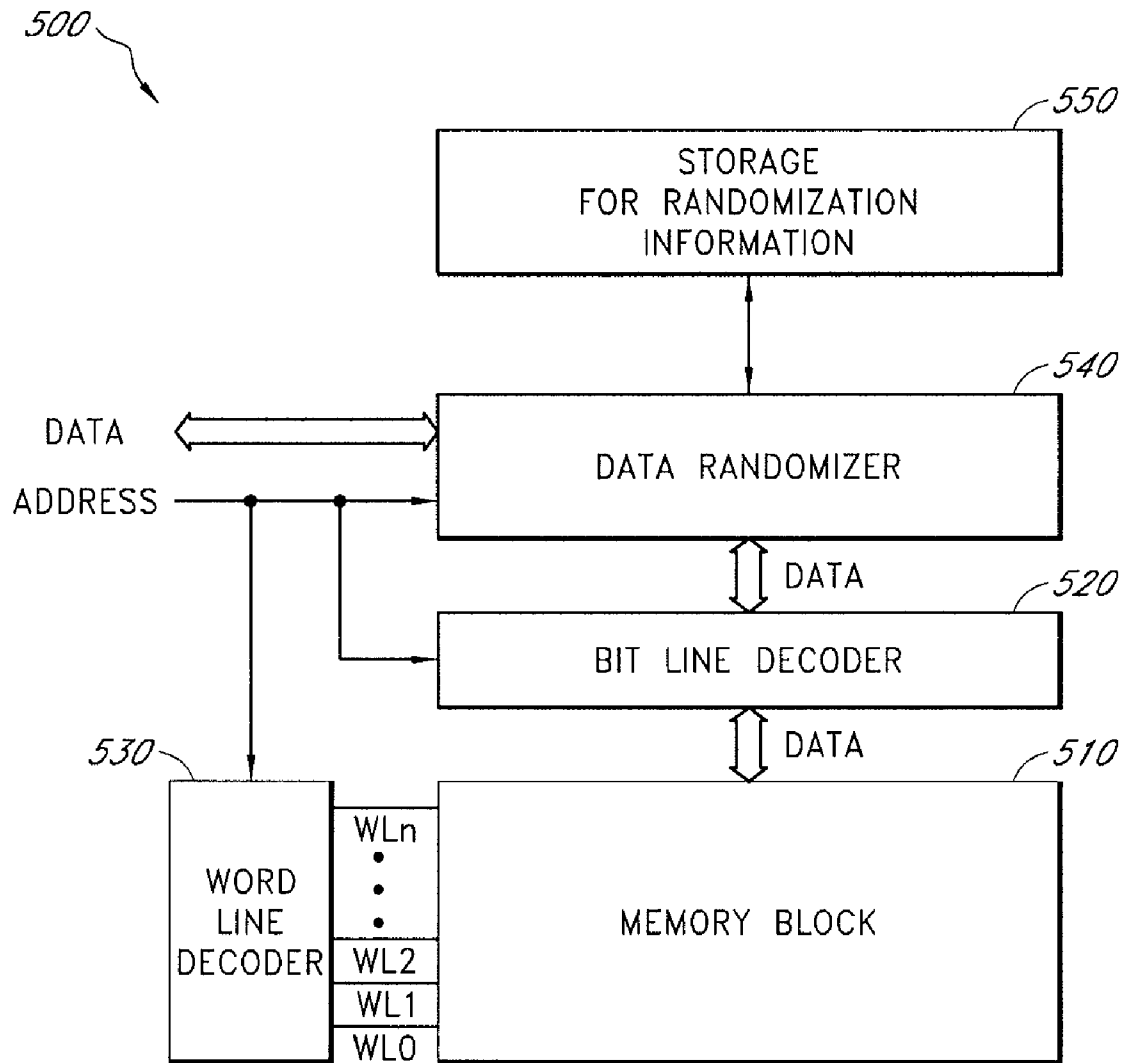 500
550
STORAGE
FOR RANDOMIZATION
INFORMATION
540
DATA
DATA RANDOMIZER
ADDRESS
DATA
520
BIT LINE DECODER
DATA
530
510
WLn
WORD
LINE
DECODER
MEMORY BLOCK
WL2
WL1
WL0